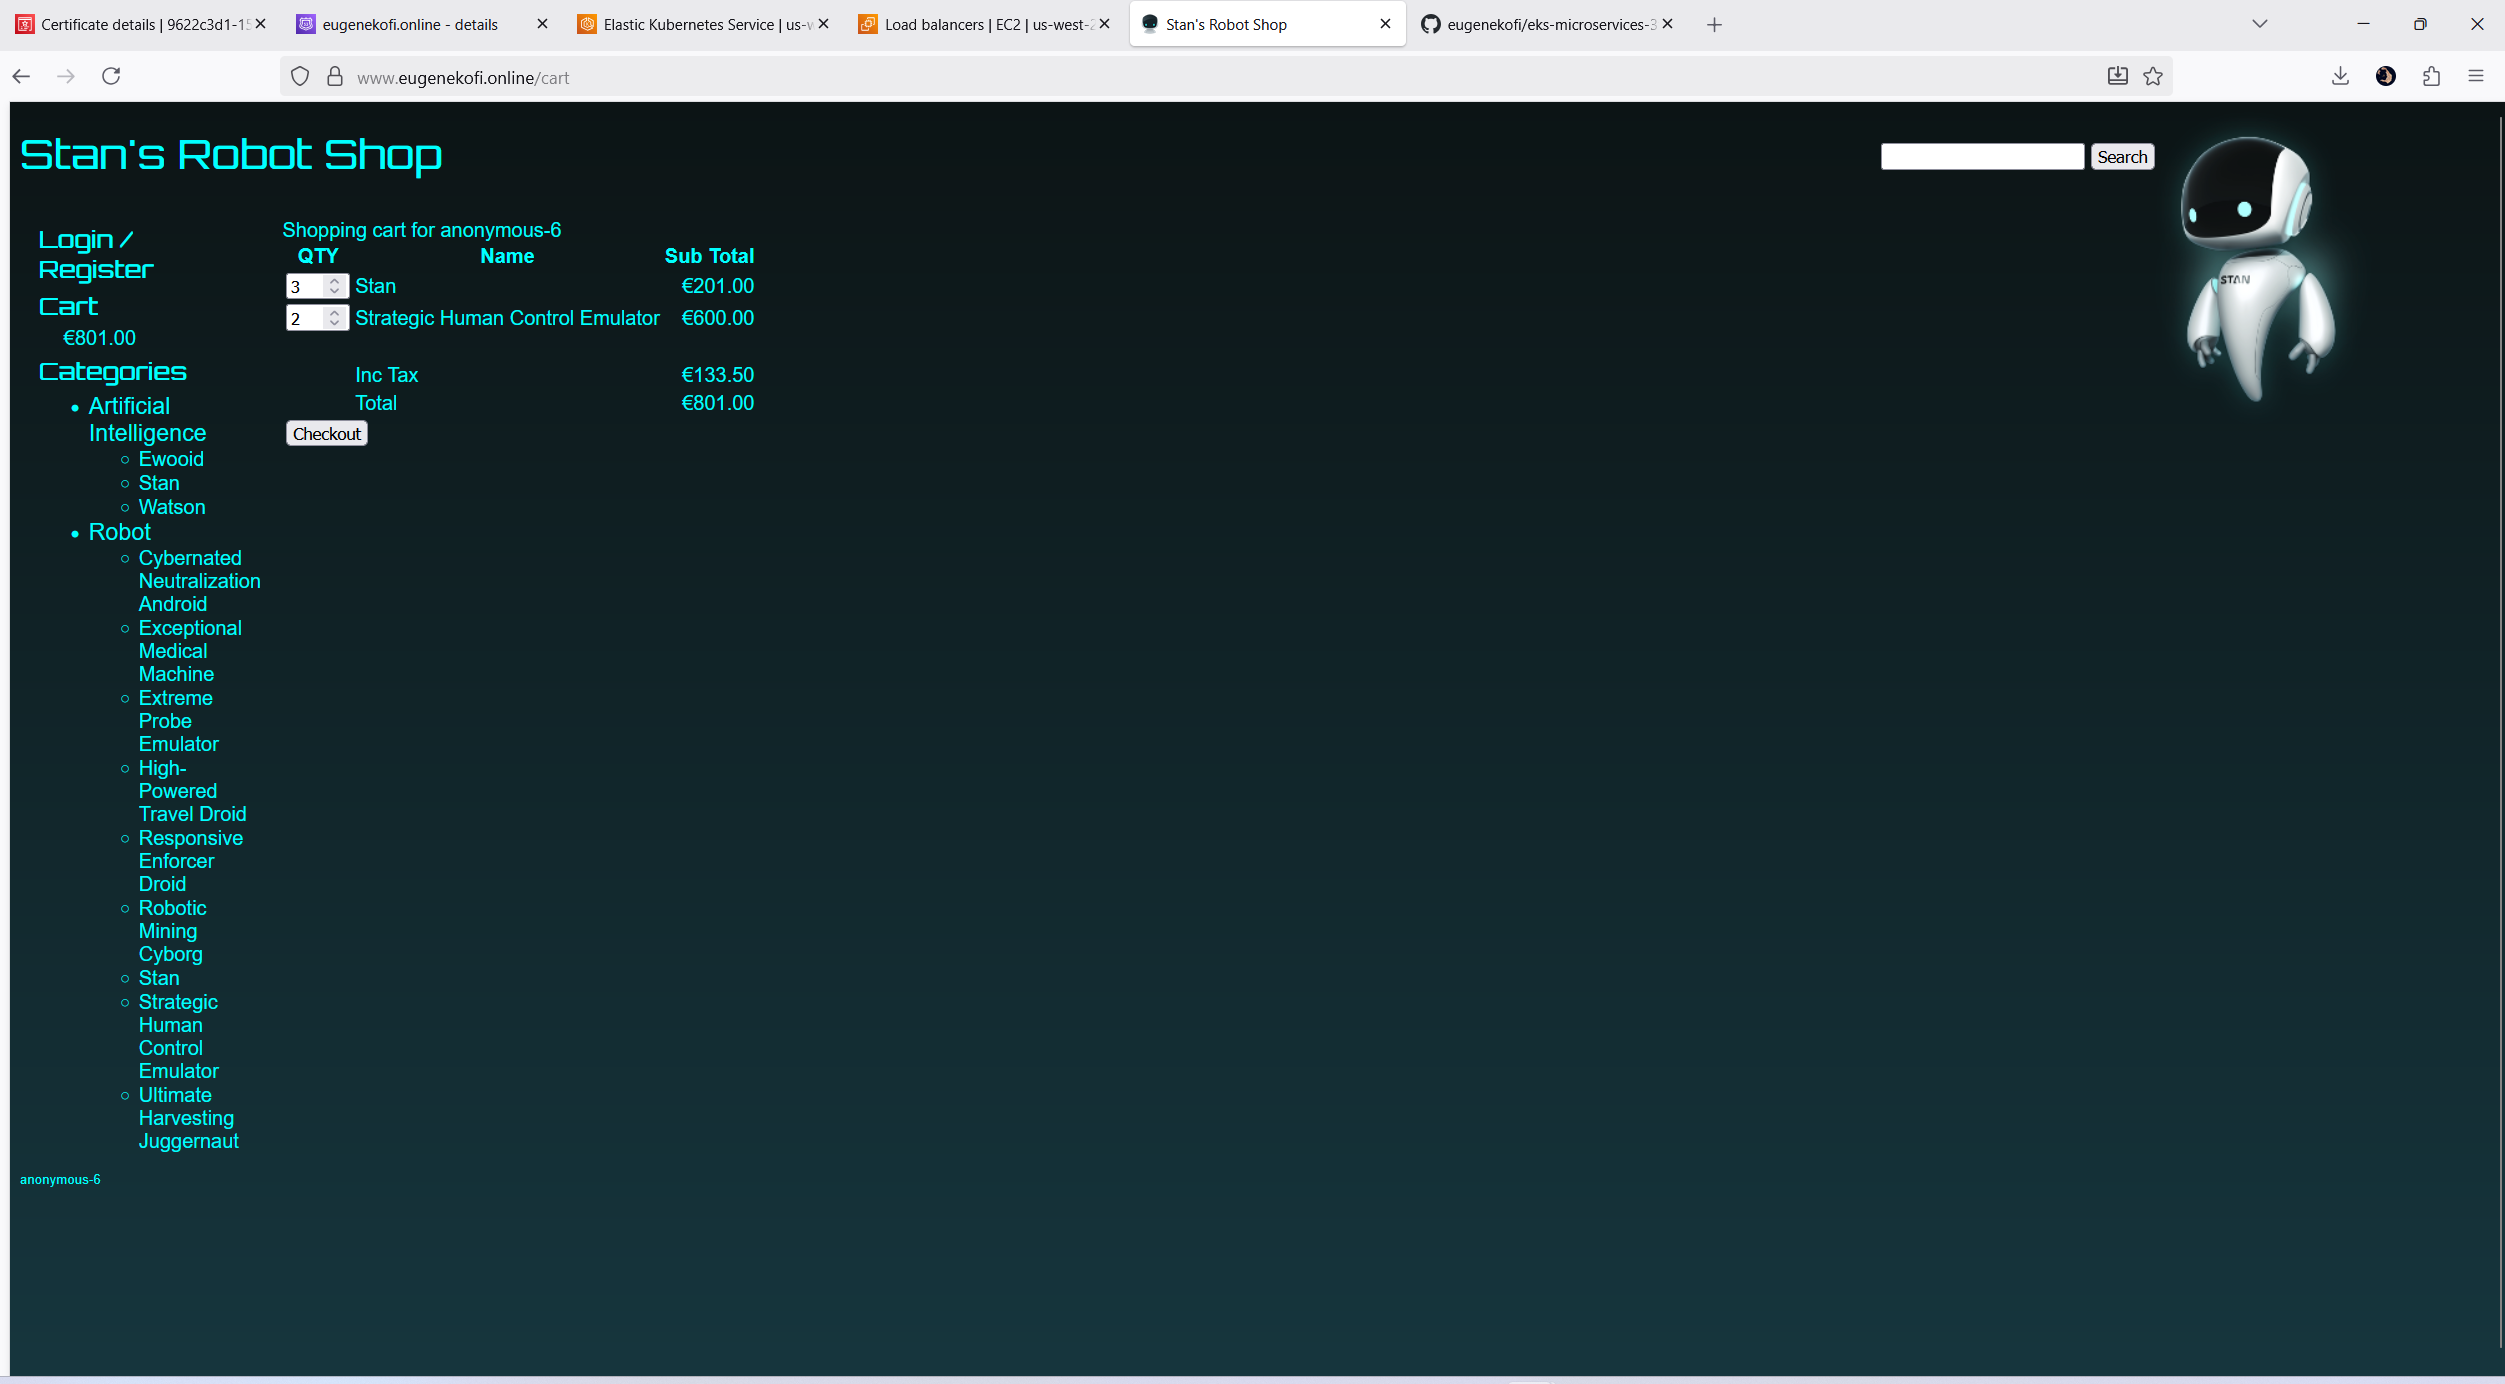 Certificate details | 9622c3d1-15
eugenekofi.online - details
Elastic Kubernetes Service | us-w
Load balancers | EC2 | us-west-2
Stan's Robot Shop
eugenekofi/eks-microservices-3
www.eugenekofi.online/cart
Stan's Robot Shop
Search
STAN
Login /
Register
Cart
€801.00
Categories
Artificial
Intelligence
Ewooid
Stan
Watson
Robot
Cybernated
Neutralization
Android
Exceptional
Medical
Machine
Extreme
Probe
Emulator
High-
Powered
Travel Droid
Responsive
Enforcer
Droid
Robotic
Mining
Cyborg
Stan
Strategic
Human
Control
Emulator
Ultimate
Harvesting
Juggernaut
Shopping cart for anonymous-6
QTY Name Sub Total
3 Stan €201.00
2 Strategic Human Control Emulator €600.00
Inc Tax €133.50
Total €801.00
Checkout
anonymous-6